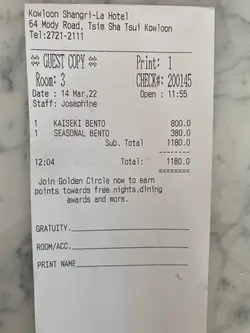 Kowloon Shangri-La Hotel
64 Mody Road, Tsim Sha Tsui Kowloon
Tel:2721-2111
** GUEST COPY ** Print: 1
Room: 3 CHECK#: 200145
Date : 14 Mar,22 Open : 11:55
Staff: Josephine
1 KAISEKI BENTO 800.0
1 SEASONAL BENTO 380.0
Sub. Total 1180.0
12:04 Total: 1180.0
Join Golden Circle now to earn
points towards free nights,dining
awards and more.
GRATUITY.
ROOM/ACC.
PRINT NAME